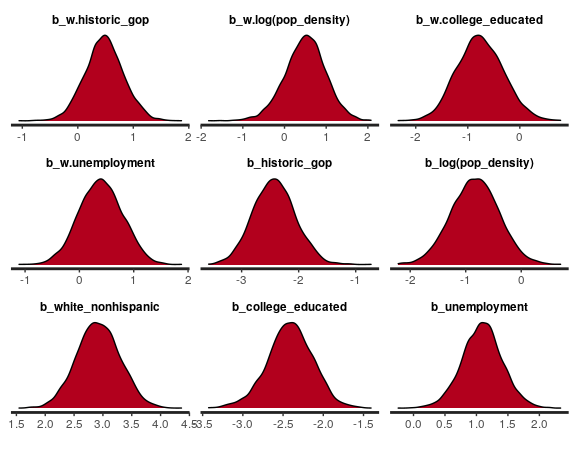 b_w.historic_gop b_w.log(pop_density) b_w.college_educated
-1 0 1 2 -2 -1 0 1 2 -2 -1 0
b_w.unemployment b_historic_gop b_log(pop_density)
-1 0 1 2 -3 -2 -1 -2 -1 0
b_white_nonhispanic b_college_educated b_unemployment
1.5 2.0 2.5 3.0 3.5 4.0 4.5 -3.5 -3.0 -2.5 -2.0 -1.5 0.0 0.5 1.0 1.5 2.0